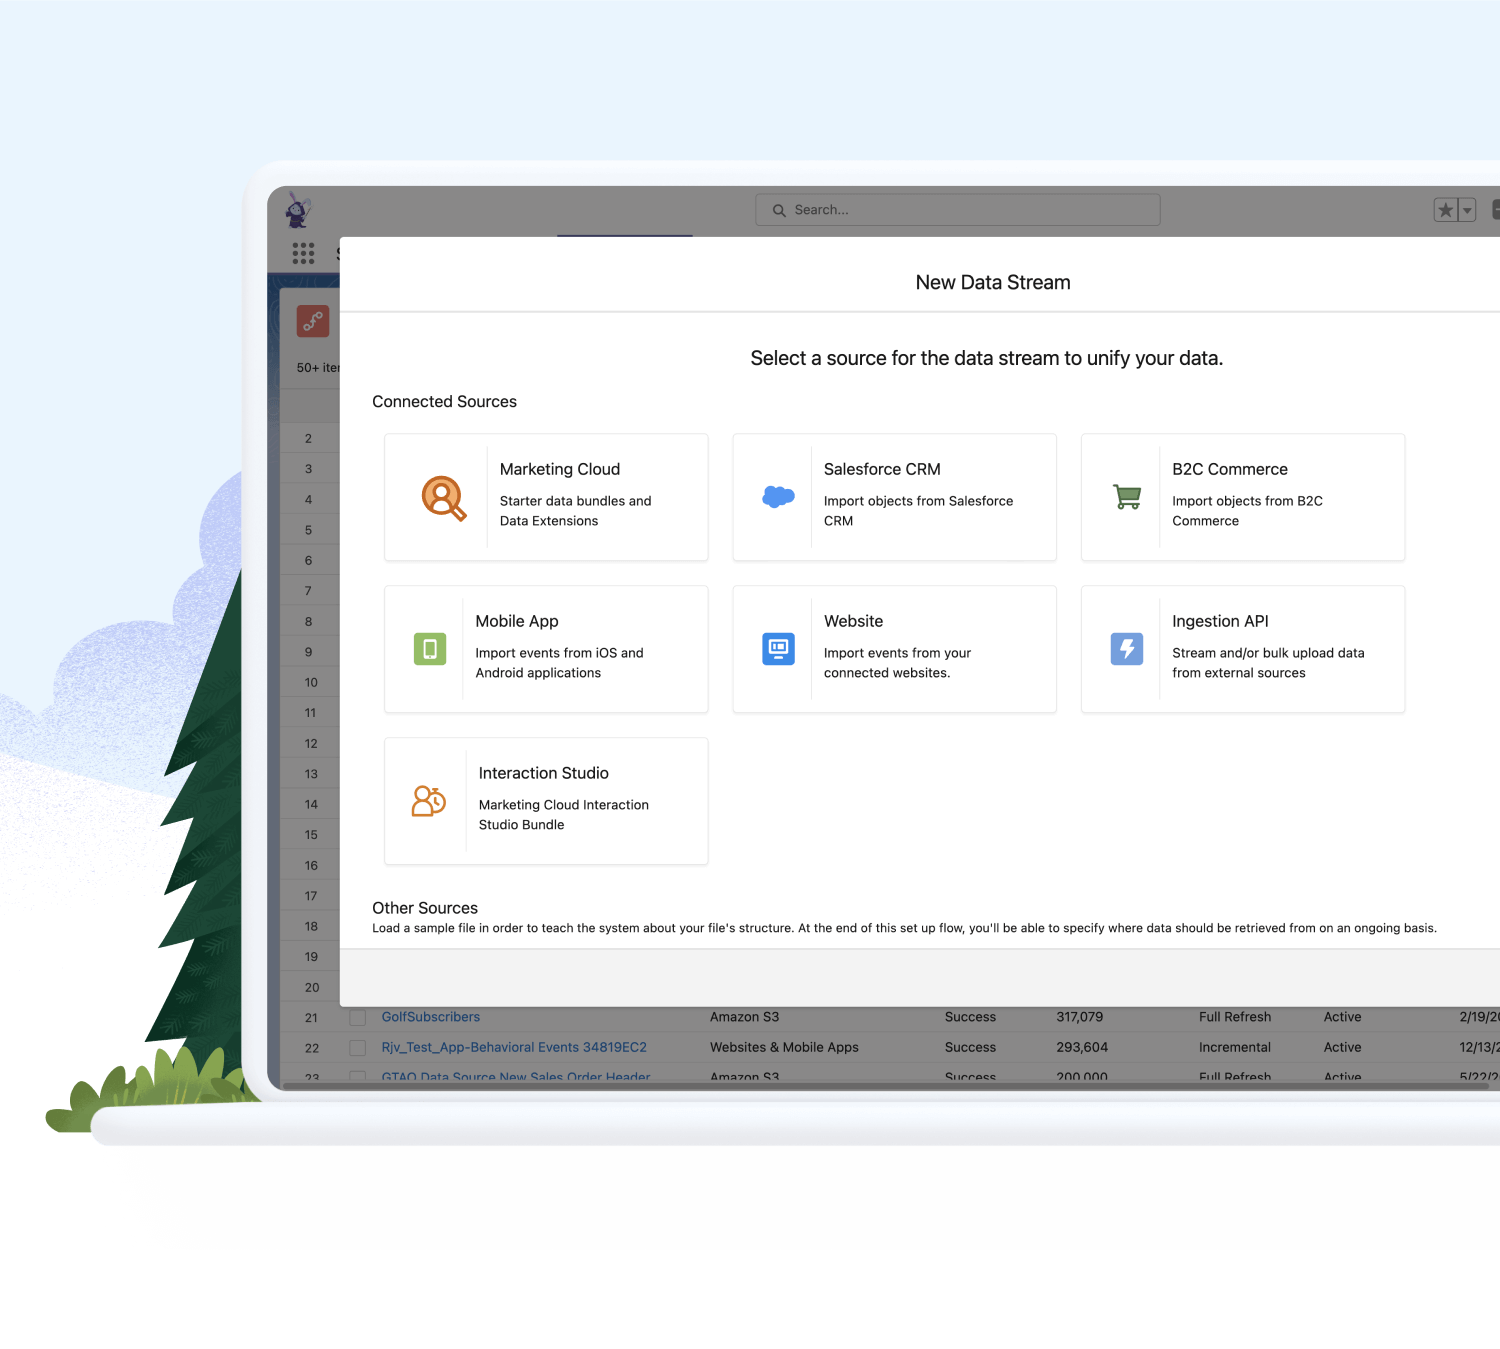 Search...
S
New Data Stream
50+ iter
Select a source for the data stream to unify your data.
Connected Sources
Marketing Cloud
Starter data bundles and
Data Extensions
Salesforce CRM
Import objects from Salesforce
CRM
B2C Commerce
Import objects from B2C
Commerce
Mobile App
Import events from iOS and
Android applications
Website
Import events from your
connected websites.
Ingestion API
Stream and/or bulk upload data
from external sources
Interaction Studio
Marketing Cloud Interaction
Studio Bundle
Other Sources
Load a sample file in order to teach the system about your file's structure. At the end of this set up flow, you'll be able to specify where data should be retrieved from on an ongoing basis.
2
3
4
5
6
7
8
9
10
11
12
13
14
15
16
17
18
19
20
21 GolfSubscribers Amazon S3 Success 317,079 Full Refresh Active 2/19/20
22 Rjv_Test_App-Behavioral Events 34819EC2 Websites & Mobile Apps Success 293,604 Incremental Active 12/13/2
23 GTAO Data Source New Sales Order Header Amazon S3 Success 200,000 Full Refresh Active 5/22/20